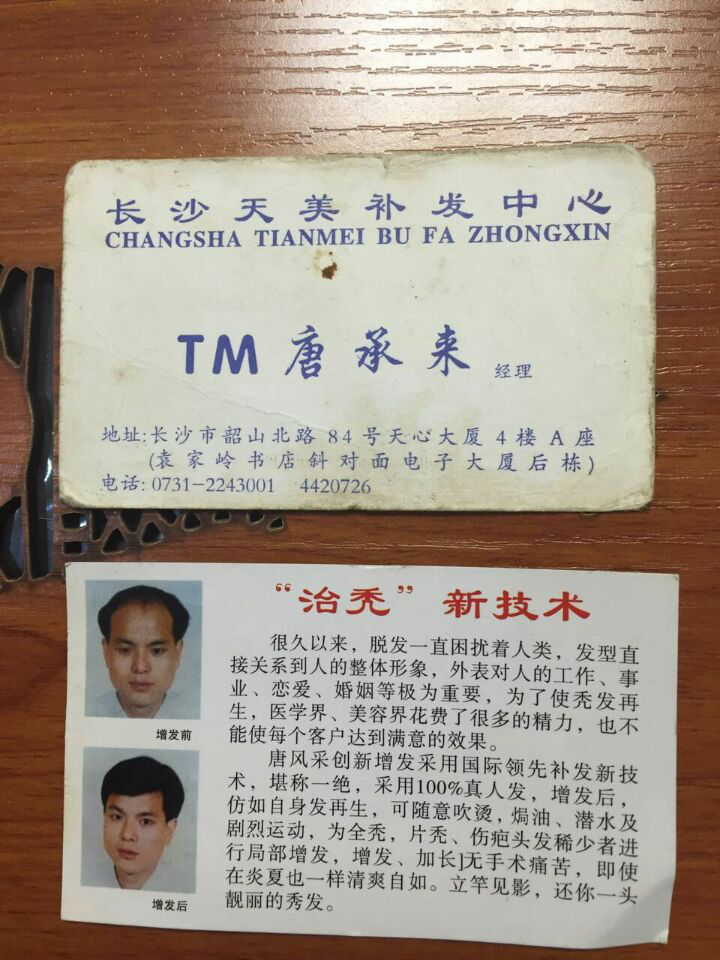 长沙天美补发中心
CHANGSHA TIANMEI BU FA ZHONGXIN
TM 唐承来 经理
地址:长沙市韶山北路84号天心大厦4楼A座
(袁家岭书店斜对面电子大厦后栋)
电话: 0731-2243001 4420726
“治秃”新技术
很久以来，脱发一直困扰着人类，发型直
接关系到人的整体形象，外表对人的工作、事
业、恋爱、婚姻等极为重要，为了使秃发再
生，医学界、美容界花费了很多的精力，也不
能使每个客户达到满意的效果。
唐风采创新增发采用国际领先补发新技
术，堪称一绝，采用100%真人发，增发后，
仿如自身发再生，可随意吹烫，焗油、潜水及
剧烈运动，为全秃，片秃、伤疤头发稀少者进
行局部增发，增发、加长]无手术痛苦，即使
在炎夏也一样清爽自如。立竿见影，还你一头
靓丽的秀发。
增发前
增发后